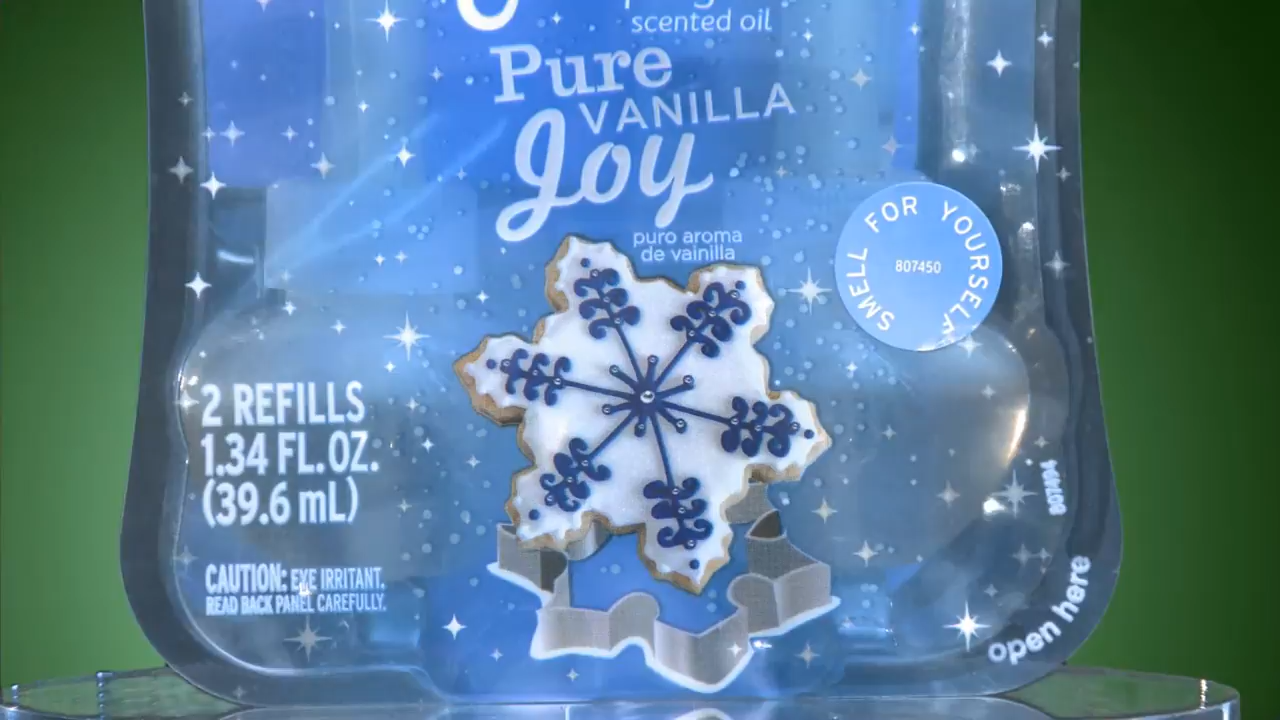 scented oil
Pure
VANILLA
Joy
puro aroma
de vainilla
SMELL FOR YOURSELF
807450
2 REFILLS
1.34 FL. OZ.
(39.6 mL)
CAUTION: EYE IRRITANT.
READ BACK PANEL CAREFULLY.
open here